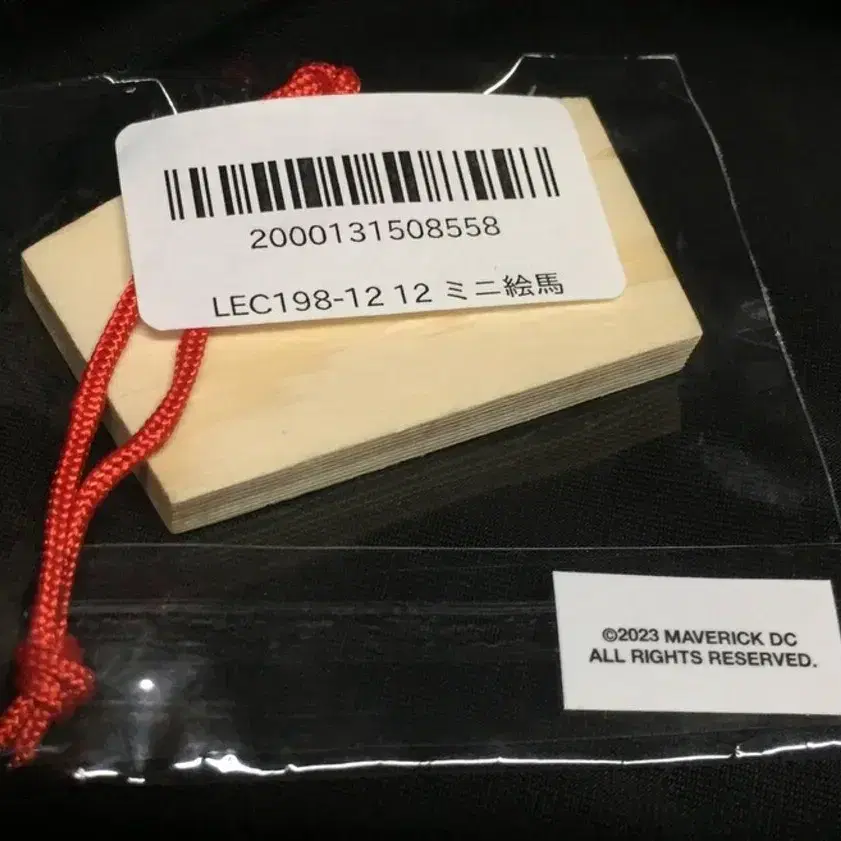 2000131508558
LEC198-12 12 ミニ絵馬
©2023 MAVERICK DC
ALL RIGHTS RESERVED.